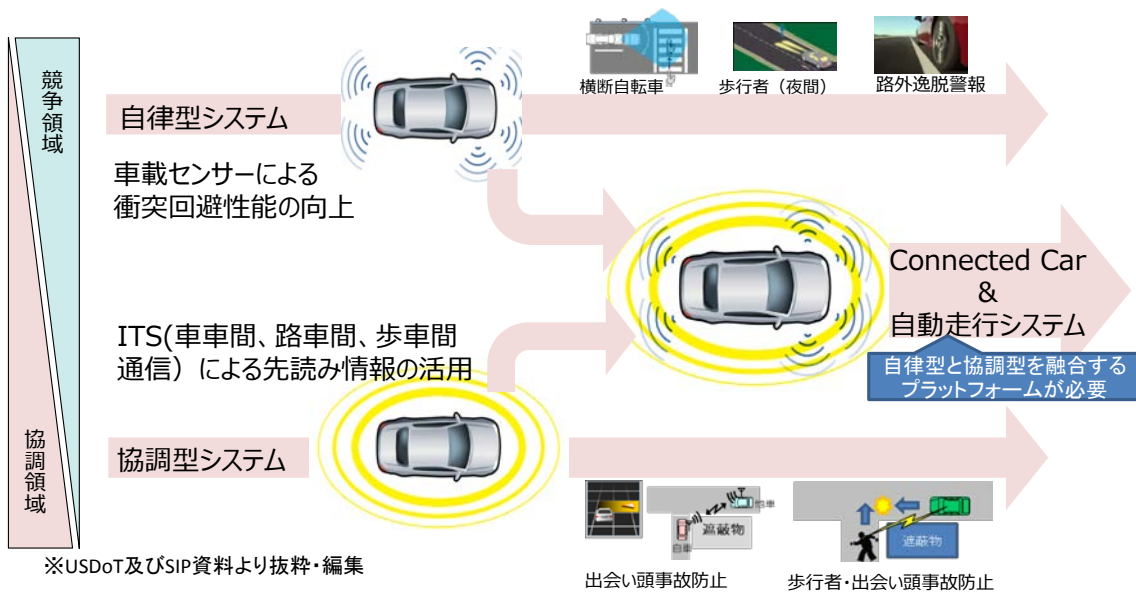 競争領域
協調領域
自律型システム
車載センサーによる
衝突回避性能の向上
横断自転車
歩行者（夜間）
路外逸脱警報
Connected Car
&
自動走行システム
自律型と協調型を融合する
プラットフォームが必要
ITS(車車間、路車間、歩車間
通信）による先読み情報の活用
協調型システム
他車
遮蔽物
自車
出会い頭事故防止
遮蔽物
歩行者・出会い頭事故防止
※USDoT及びSIP資料より抜粋・編集